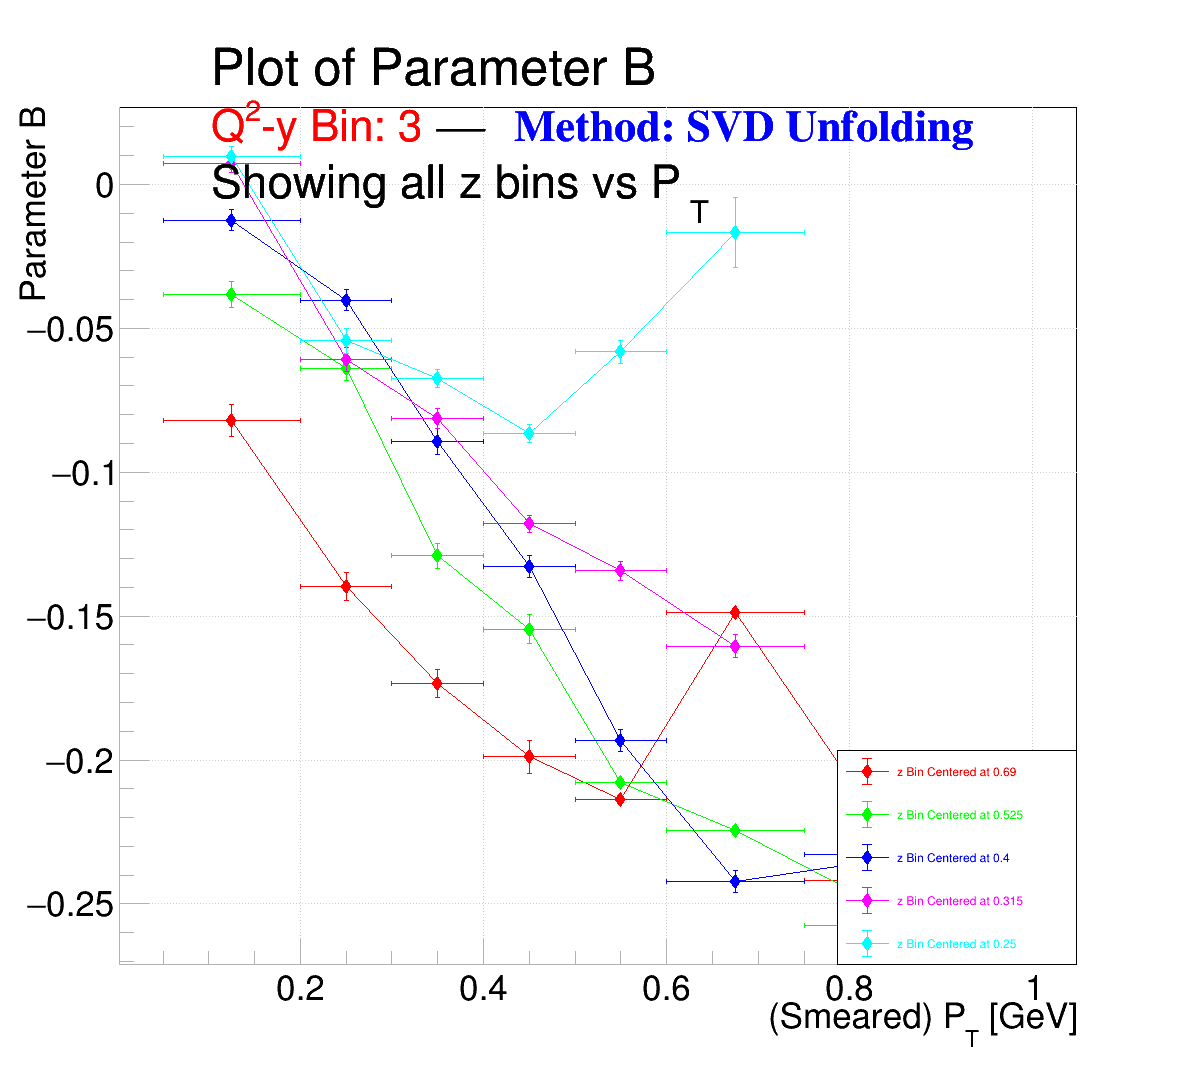 Plot of Parameter B
Q²-y Bin: 3 — Method: SVD Unfolding
Showing all z bins vs P_T
Parameter B
0
−0.05
−0.1
−0.15
−0.2
−0.25
z Bin Centered at 0.69
z Bin Centered at 0.525
z Bin Centered at 0.4
z Bin Centered at 0.315
z Bin Centered at 0.25
0.2 0.4 0.6 0.8 1
(Smeared) P_T [GeV]